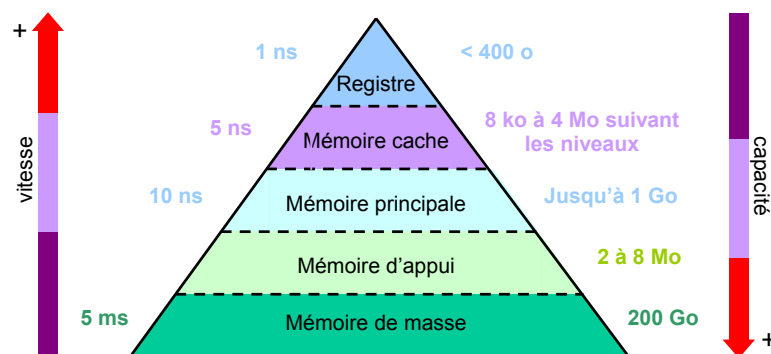 +
1 ns
< 400 o
Registre
5 ns
Mémoire cache
8 ko à 4 Mo suivant
les niveaux
vitesse
capacité
10 ns
Mémoire principale
Jusqu'à 1 Go
Mémoire d'appui
2 à 8 Mo
5 ms
Mémoire de masse
200 Go
+